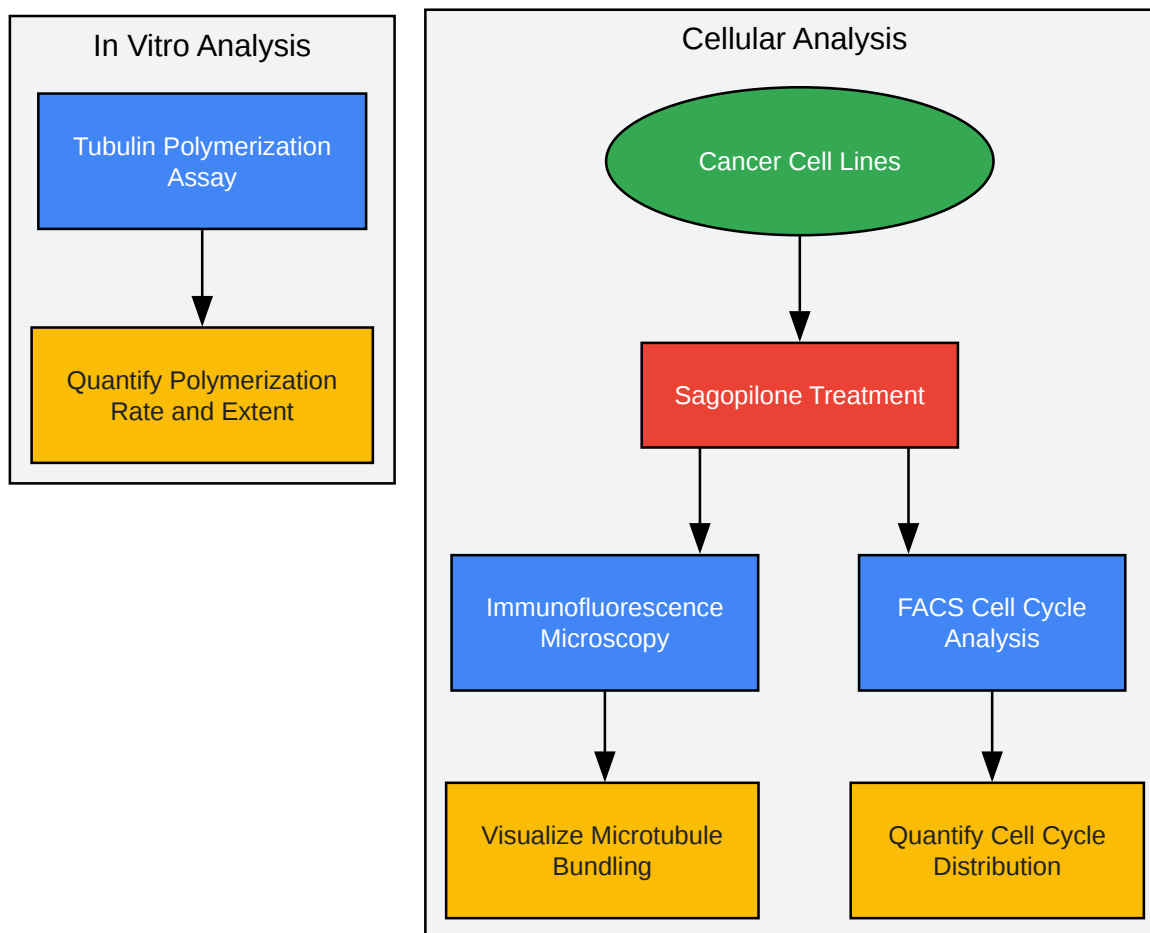 In Vitro Analysis
Tubulin Polymerization
Assay
Quantify Polymerization
Rate and Extent
Cellular Analysis
Cancer Cell Lines
Sagopilone Treatment
Immunofluorescence
Microscopy
FACS Cell Cycle
Analysis
Visualize Microtubule
Bundling
Quantify Cell Cycle
Distribution